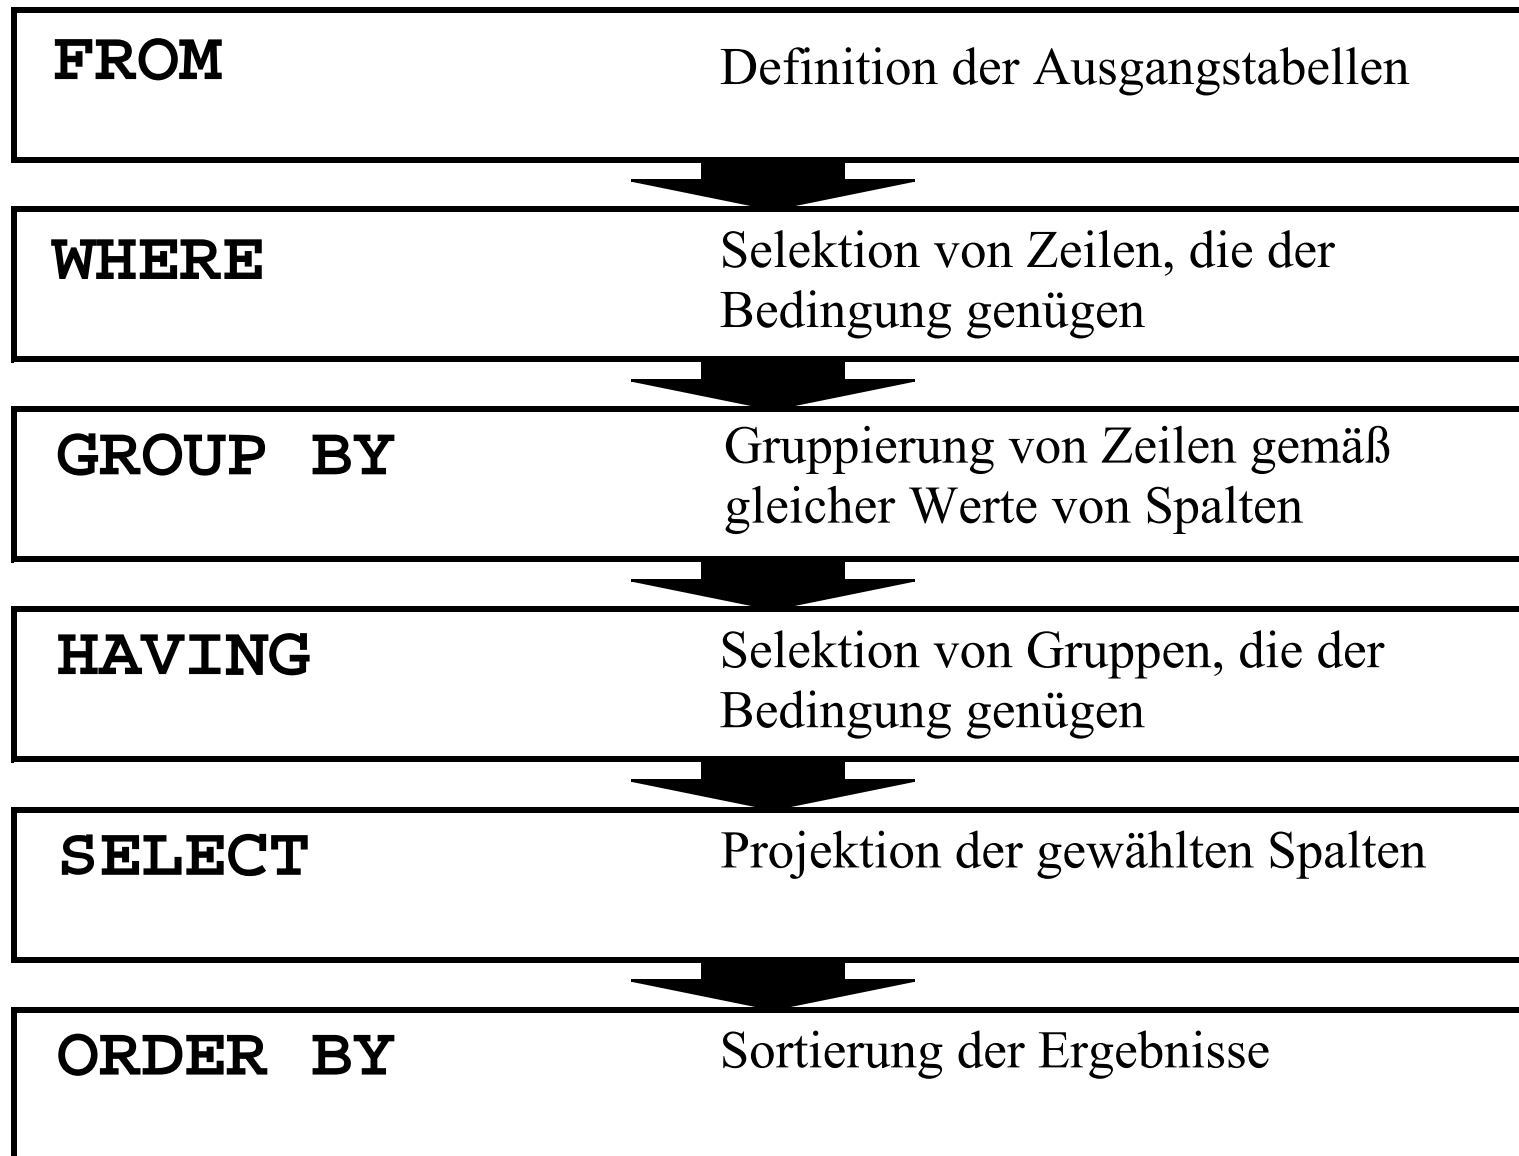 FROM
Definition der Ausgangstabellen
WHERE
Selektion von Zeilen, die der
Bedingung genügen
GROUP BY
Gruppierung von Zeilen gemäß
gleicher Werte von Spalten
HAVING
Selektion von Gruppen, die der
Bedingung genügen
SELECT
Projektion der gewählten Spalten
ORDER BY
Sortierung der Ergebnisse